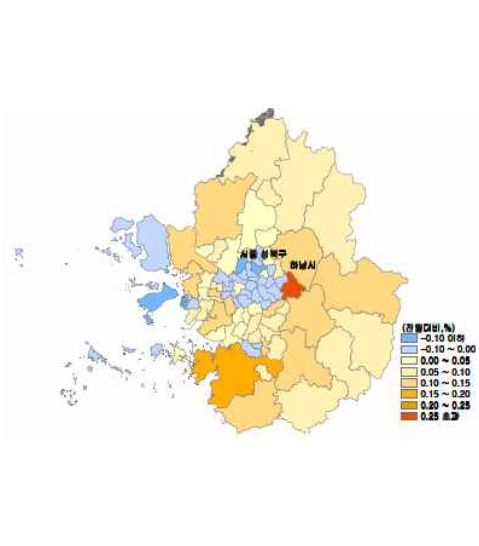 서울 성북구
하남시
(전월대비,%)
-0.10 이하
-0.10 ~ 0.00
0.00 ~ 0.05
0.05 ~ 0.10
0.10 ~ 0.15
0.15 ~ 0.20
0.20 ~ 0.25
0.25 초과